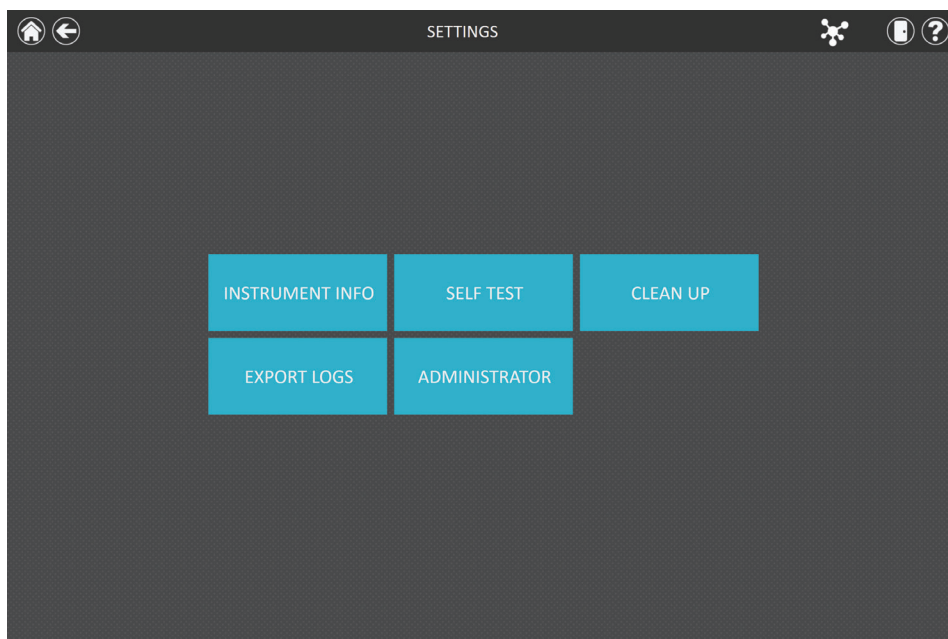 SETTINGS
?
INSTRUMENT INFO
SELF TEST
CLEAN UP
EXPORT LOGS
ADMINISTRATOR